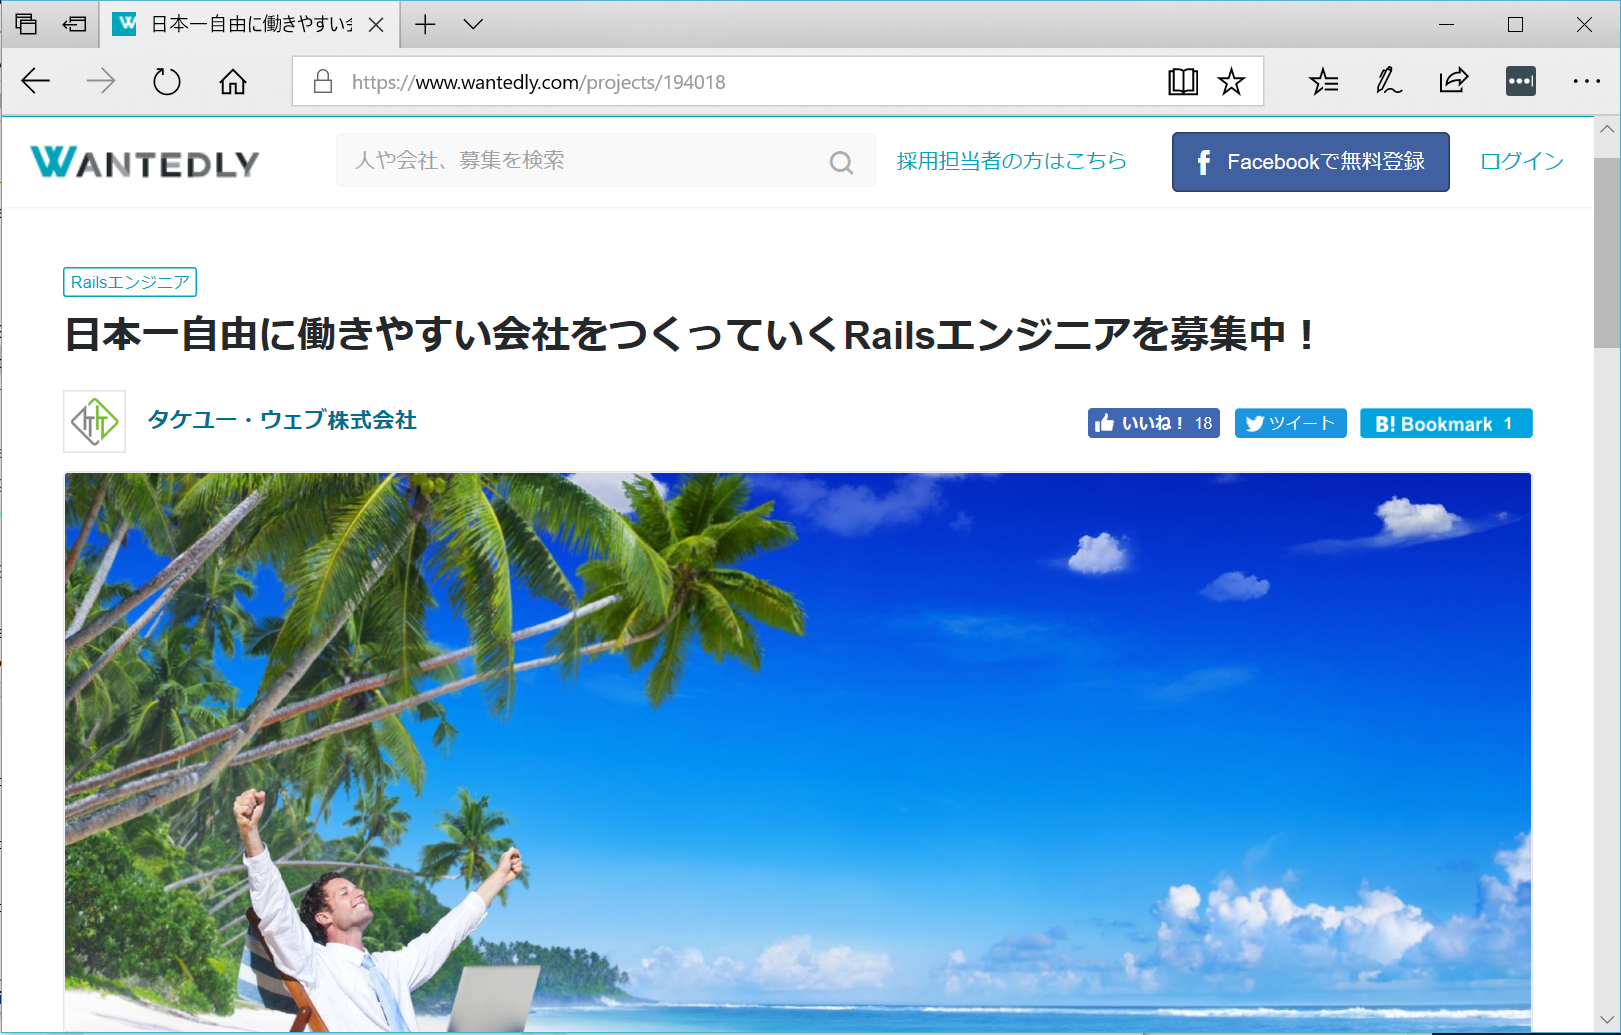 日本一自由に働きやすい会
https://www.wantedly.com/projects/194018
WANTEDLY
人や会社、募集を検索
採用担当者の方はこちら
Facebookで無料登録
ログイン
Railsエンジニア
日本一自由に働きやすい会社をつくっていくRailsエンジニアを募集中！
タケユー・ウェブ株式会社
いいね！ 18
ツイート
B! Bookmark 1